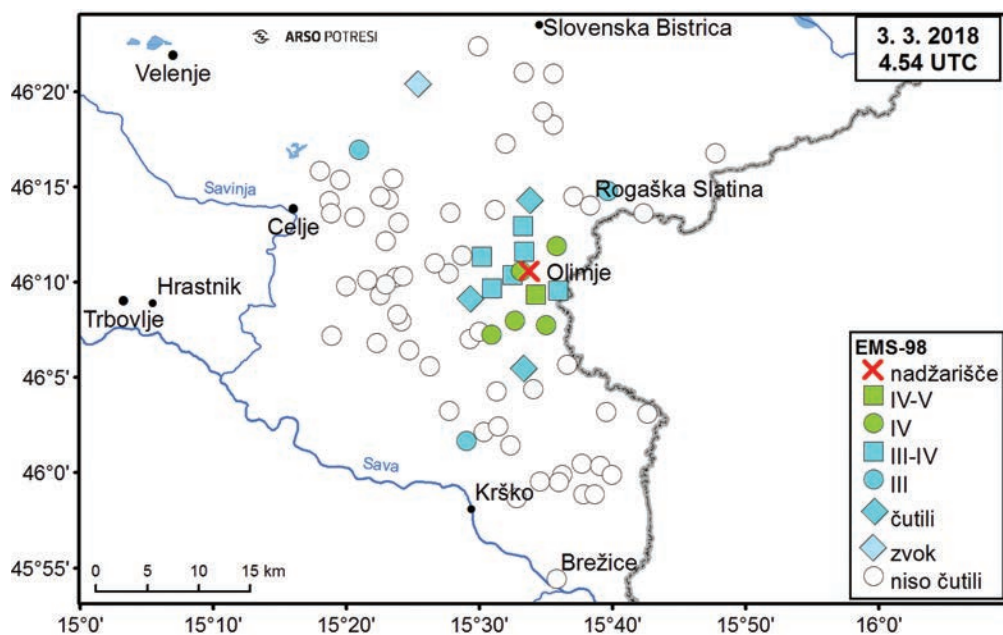 ARSO POTRESI
Slovenska Bistrica
3. 3. 2018
4.54 UTC
Velenje
46°20'
46°15'
Rogaška Slatina
Savinja
Celje
46°10'
Olimje
Hrastnik
Trbovlje
46°5'
46°0'
Sava
Krško
45°55'
Brežice
0 5 10 15 km
EMS-98
nadžarišče
IV-V
IV
III-IV
III
čutili
zvok
niso čutili
15°0' 15°10' 15°20' 15°30' 15°40' 15°50' 16°0'